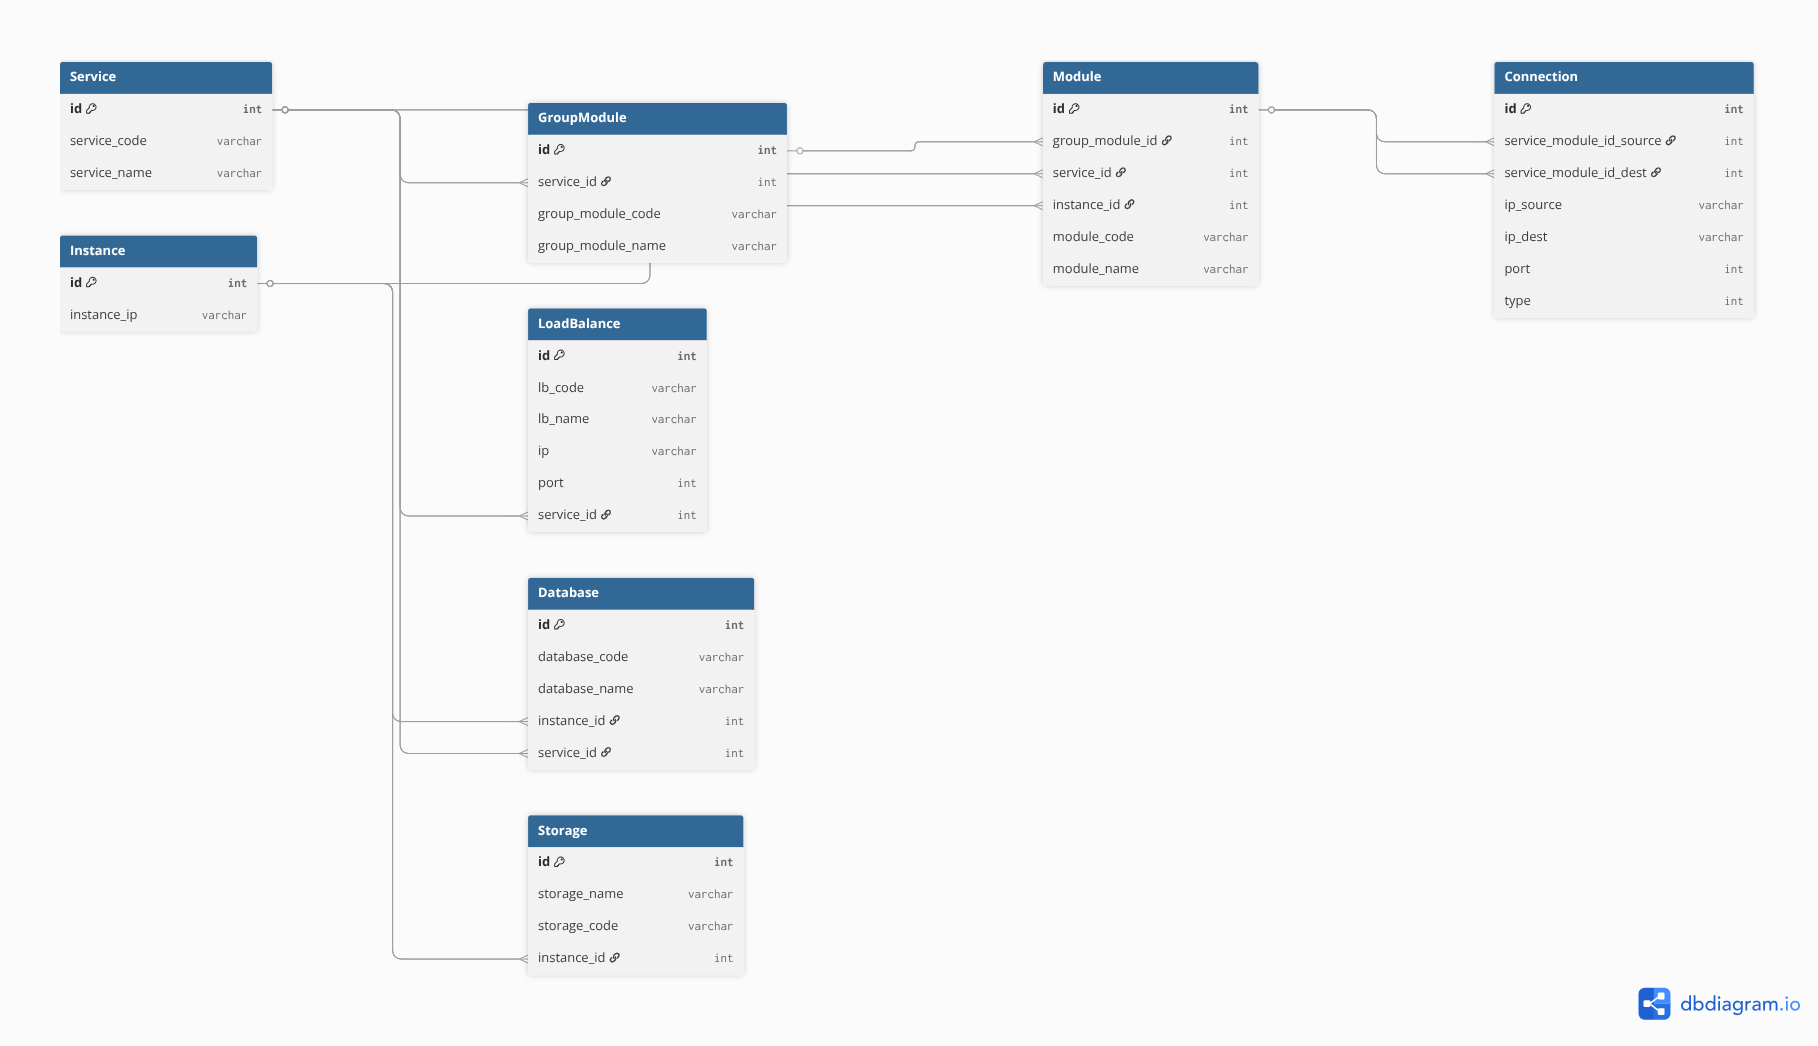 Service
id int
service_code varchar
service_name varchar
Instance
id int
instance_ip varchar
GroupModule
id int
service_id int
group_module_code varchar
group_module_name varchar
LoadBalance
id int
lb_code varchar
lb_name varchar
ip varchar
port int
service_id int
Database
id int
database_code varchar
database_name varchar
instance_id int
service_id int
Storage
id int
storage_name varchar
storage_code varchar
instance_id int
Module
id int
group_module_id int
service_id int
instance_id int
module_code varchar
module_name varchar
Connection
id int
service_module_id_source int
service_module_id_dest int
ip_source varchar
ip_dest varchar
port int
type int
dbdiagram.io